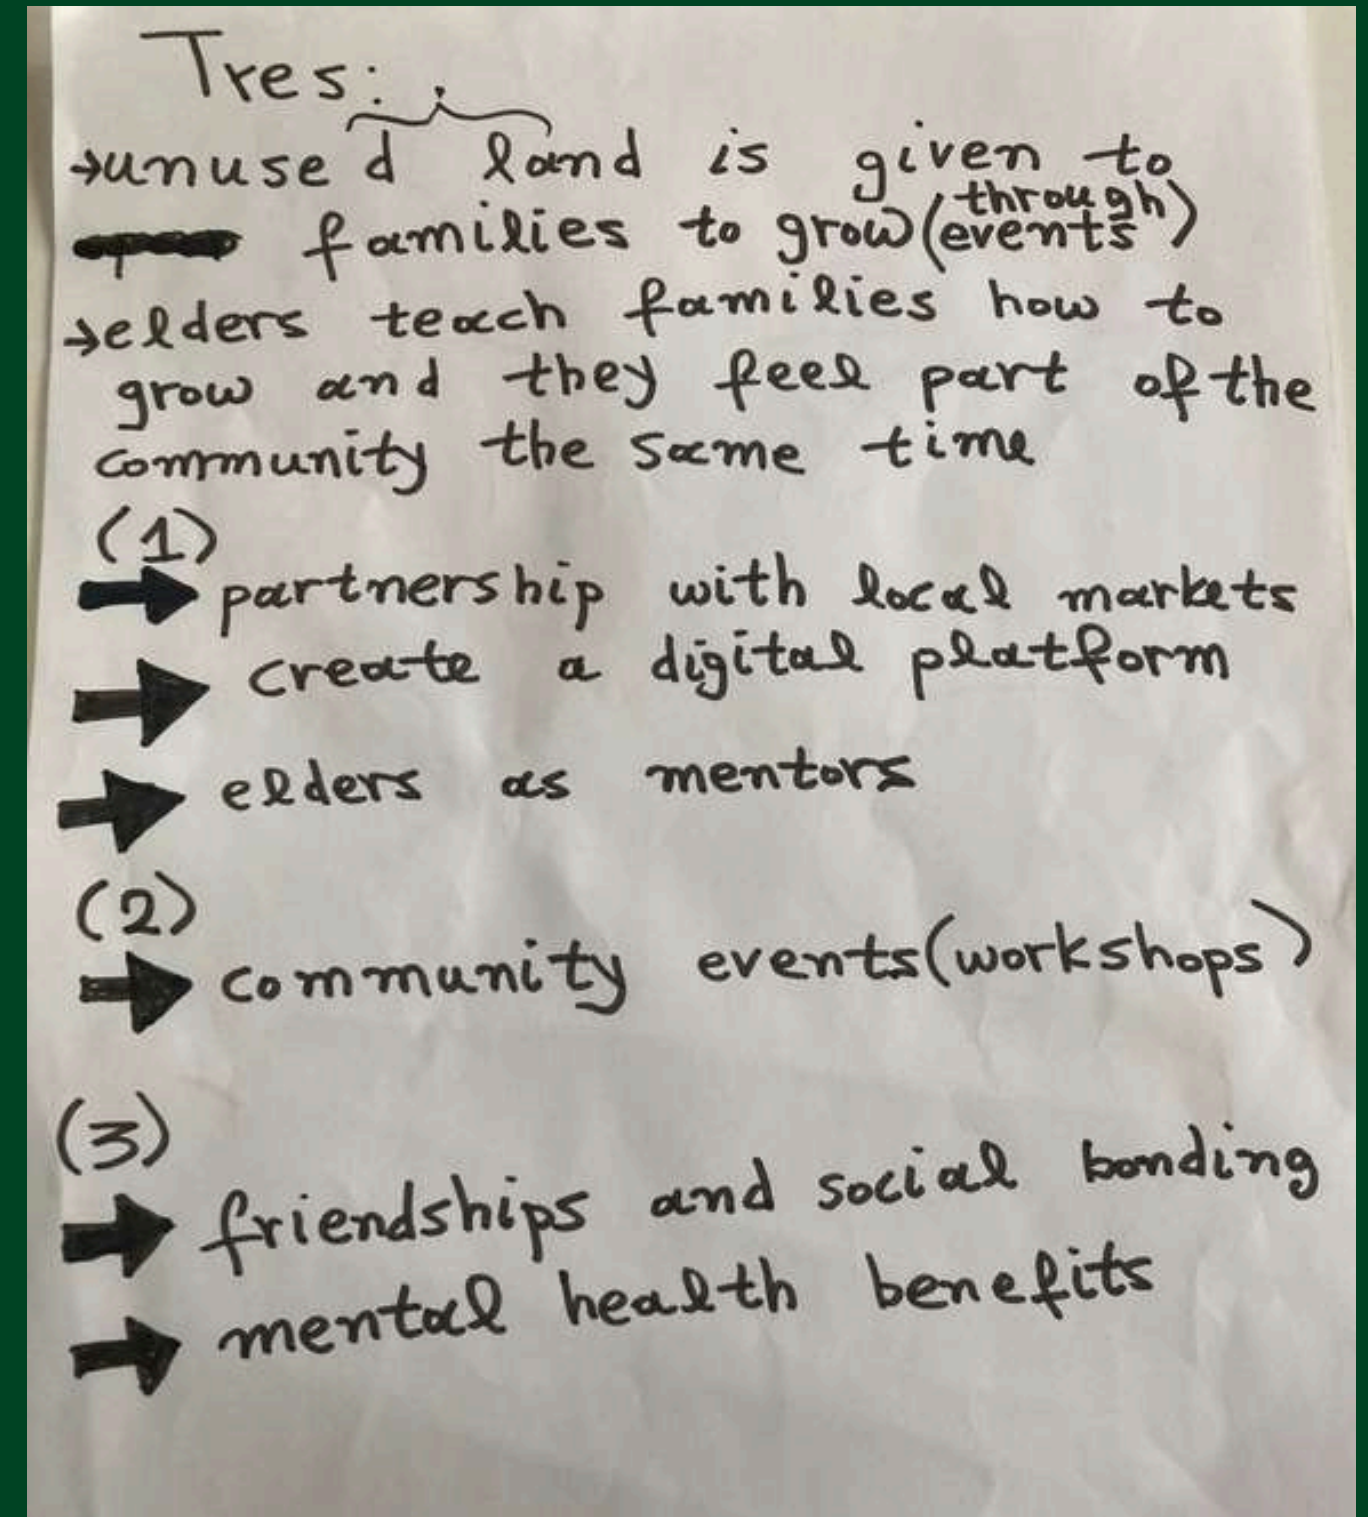 Tres:
→unused land is given to
families to grow (through events)
→elders teach families how to
grow and they feel part of the
community the same time
(1)
→ partnership with local markets
→ create a digital platform
→ elders as mentors
(2)
→ community events (workshops)
(3)
→ friendships and social bonding
→ mental health benefits